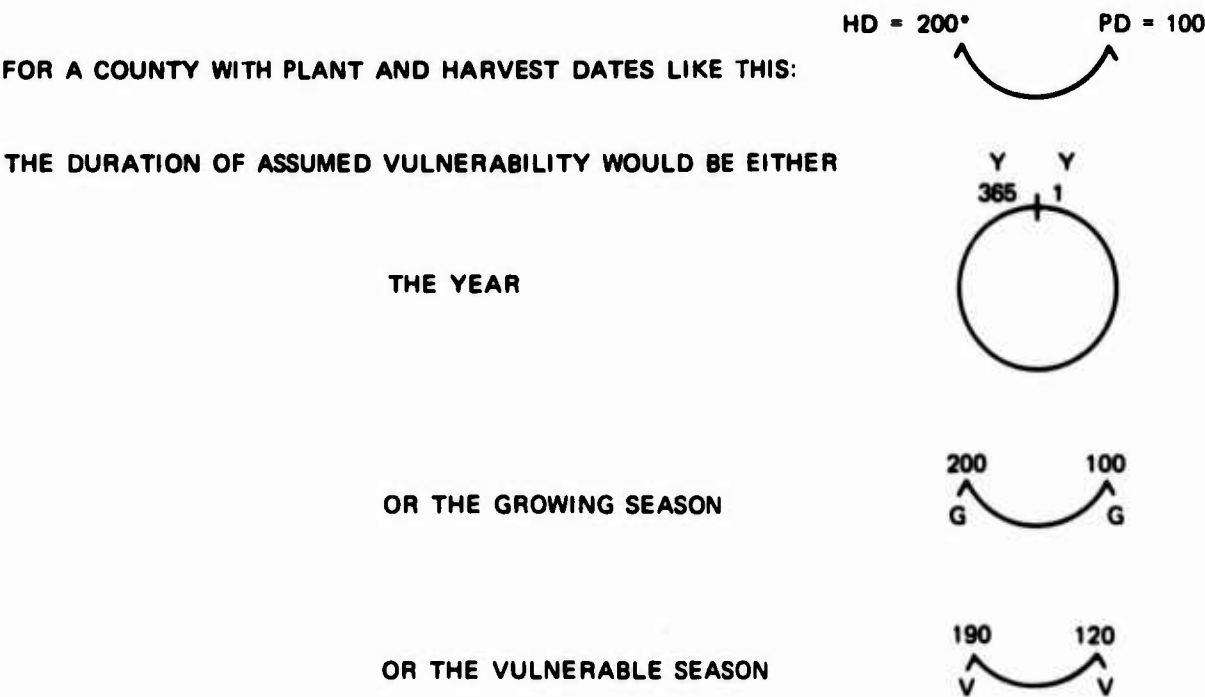 HD = 200* PD = 100
FOR A COUNTY WITH PLANT AND HARVEST DATES LIKE THIS:
THE DURATION OF ASSUMED VULNERABILITY WOULD BE EITHER
Y Y
365 1
THE YEAR
200 100
OR THE GROWING SEASON
G G
190 120
OR THE VULNERABLE SEASON
V V